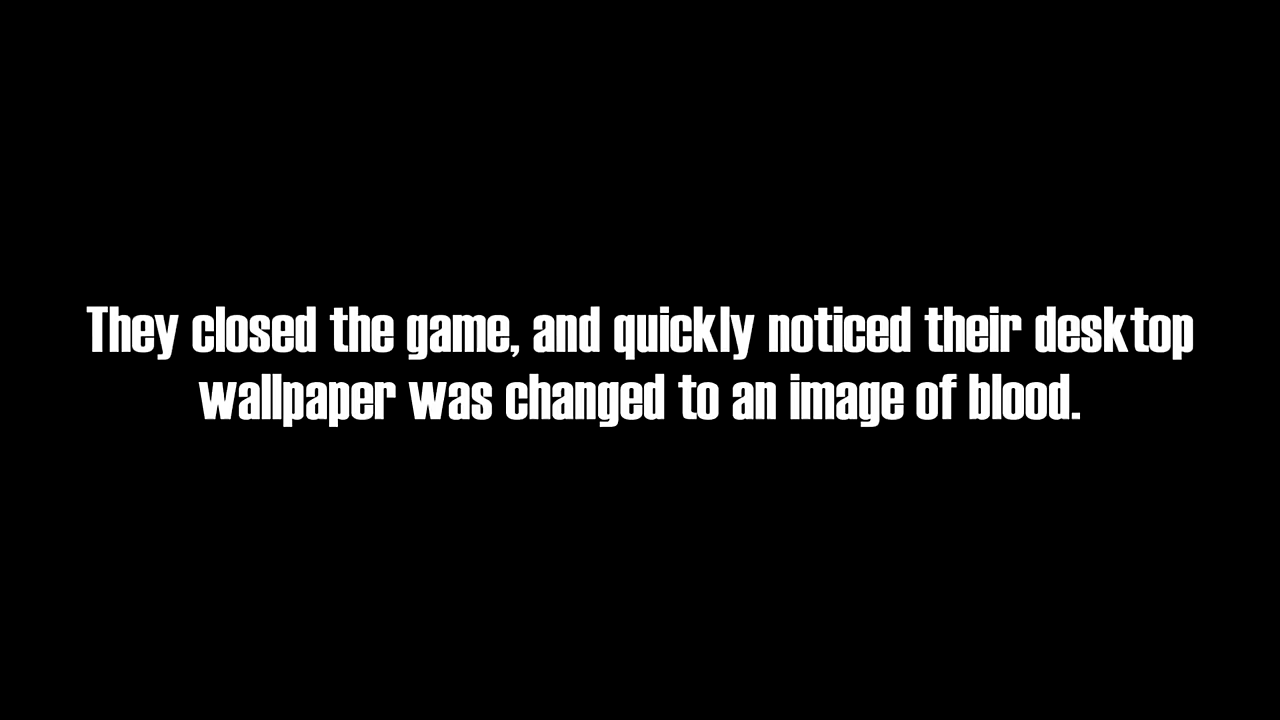 They closed the game, and quickly noticed their desktop
wallpaper was changed to an image of blood.